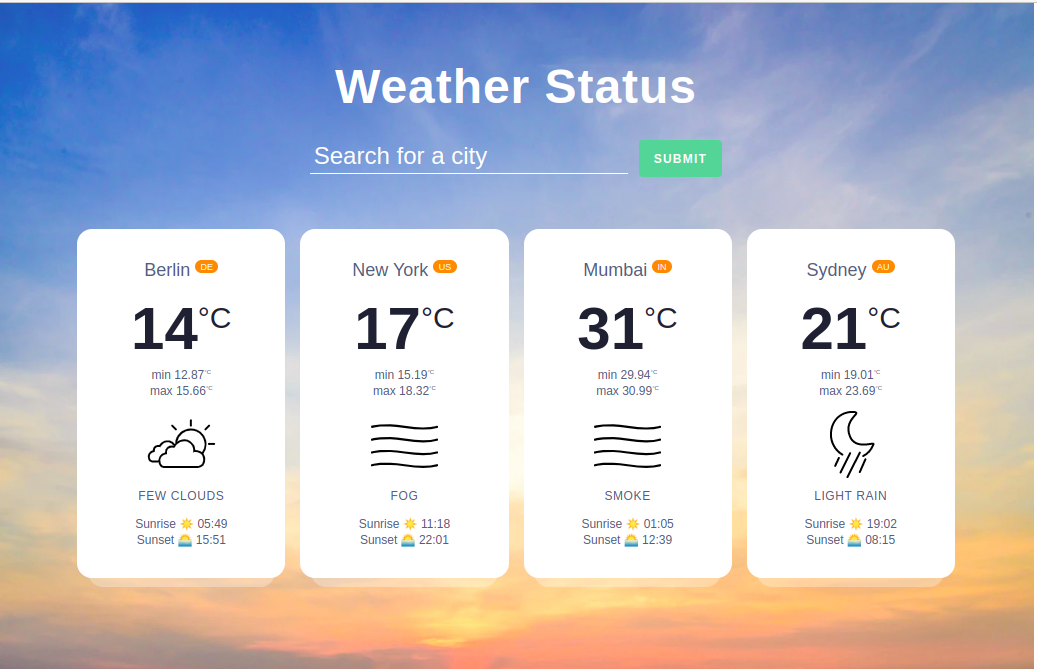 Weather Status
Search for a city
SUBMIT
Berlin DE
14°C
min 12.87°C
max 15.66°C
FEW CLOUDS
Sunrise ☀️ 05:49
Sunset 🌅 15:51
New York US
17°C
min 15.19°C
max 18.32°C
FOG
Sunrise ☀️ 11:18
Sunset 🌅 22:01
Mumbai IN
31°C
min 29.94°C
max 30.99°C
SMOKE
Sunrise ☀️ 01:05
Sunset 🌅 12:39
Sydney AU
21°C
min 19.01°C
max 23.69°C
LIGHT RAIN
Sunrise ☀️ 19:02
Sunset 🌅 08:15